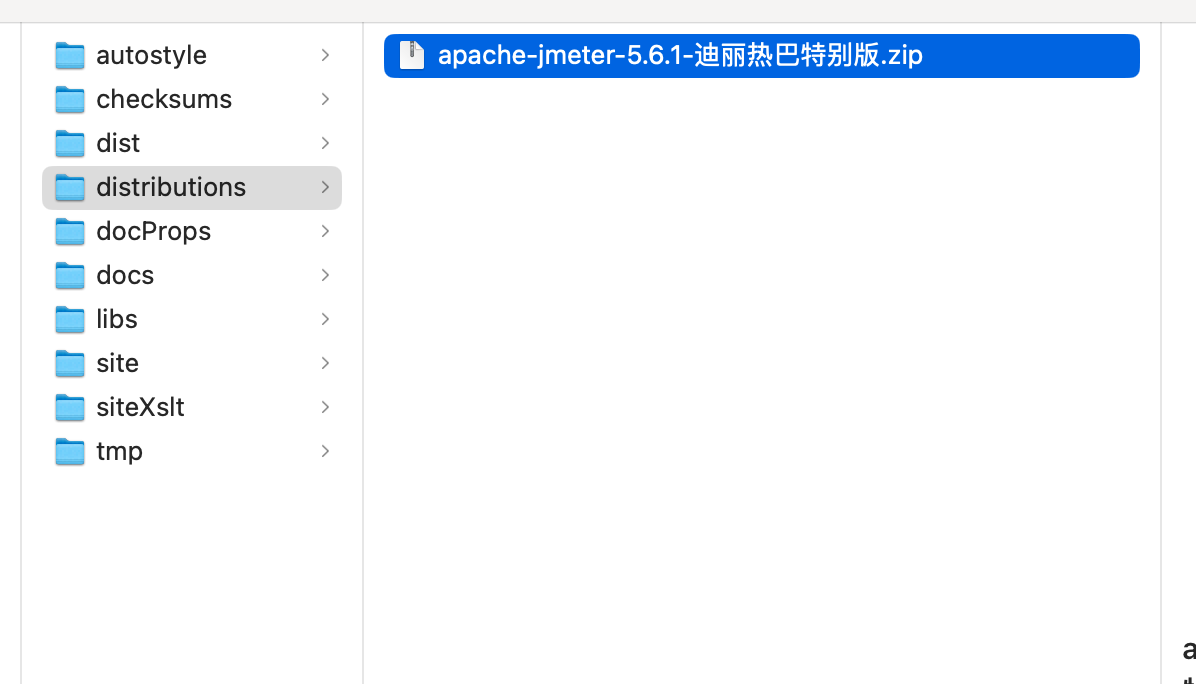 autostyle
checksums
dist
distributions
docProps
docs
libs
site
siteXslt
tmp
apache-jmeter-5.6.1-迪丽热巴特别版.zip
a